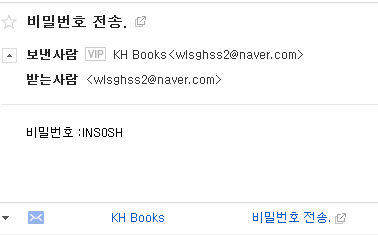 비밀번호 전송.
보낸사람 VIP KH Books<wlsghss2@naver.com>
받는사람 <wlsghss2@naver.com>
비밀번호 :INSOSH
KH Books 비밀번호 전송.